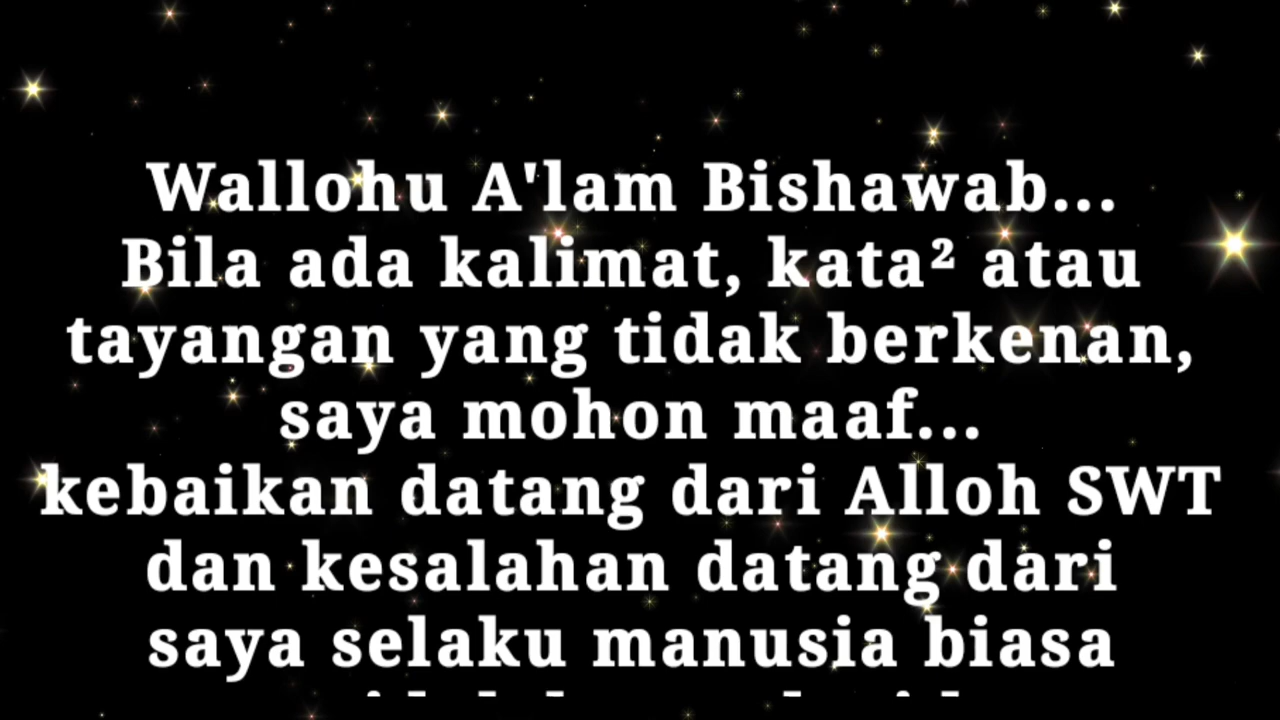 Wallohu A'lam Bishawab...
Bila ada kalimat, kata² atau
tayangan yang tidak berkenan,
saya mohon maaf...
kebaikan datang dari Alloh SWT
dan kesalahan datang dari
saya selaku manusia biasa